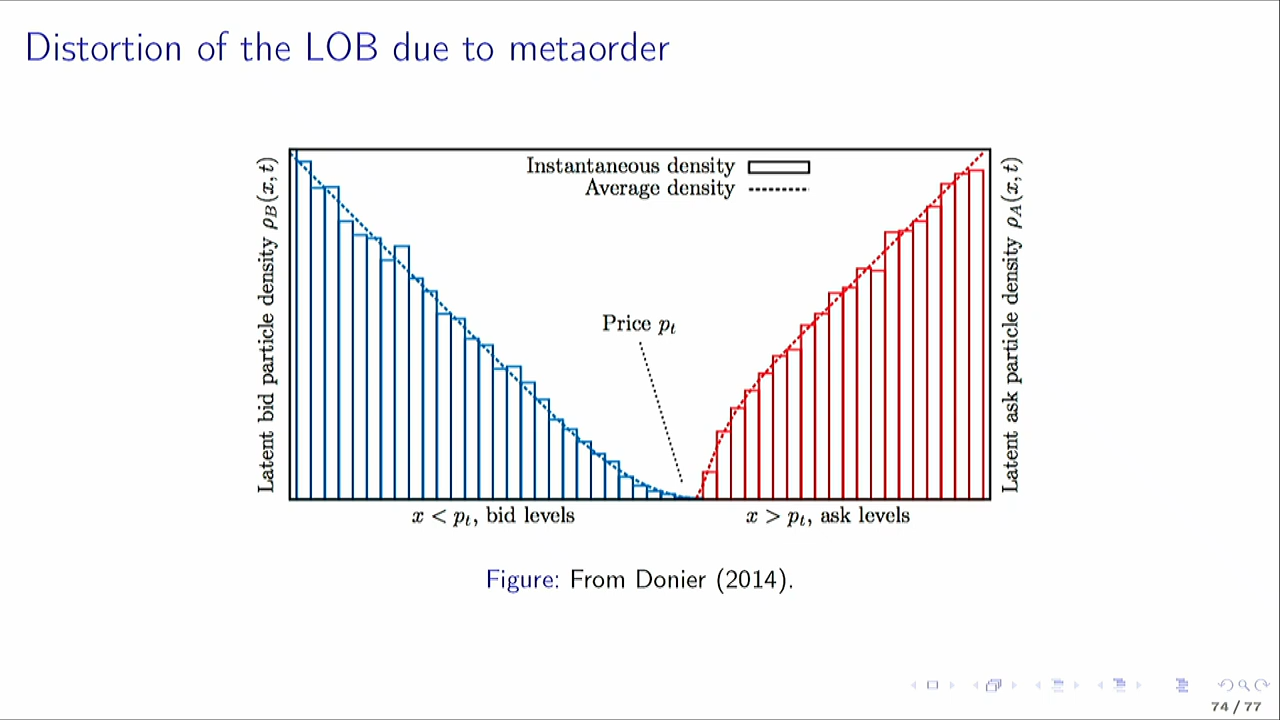 Distortion of the LOB due to metaorder
Instantaneous density
Average density
Latent bid particle density ρ_B(x, t)
Latent ask particle density ρ_A(x, t)
Price p_t
x < p_t, bid levels
x > p_t, ask levels
Figure: From Donier (2014).
74 / 77